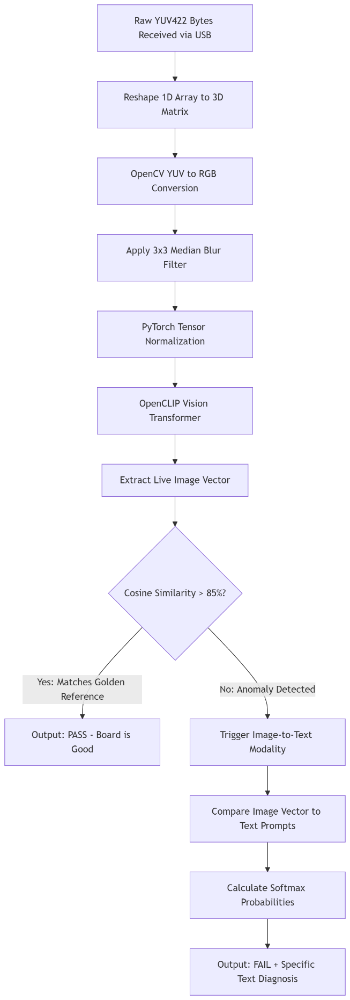 Raw YUV422 Bytes
Received via USB
Reshape 1D Array to 3D
Matrix
OpenCV YUV to RGB
Conversion
Apply 3x3 Median Blur
Filter
PyTorch Tensor
Normalization
OpenCLIP Vision
Transformer
Extract Live Image Vector
Cosine Similarity > 85%?
Yes: Matches Golden
Reference
No: Anomaly Detected
Output: PASS - Board is
Good
Trigger Image-to-Text
Modality
Compare Image Vector to
Text Prompts
Calculate Softmax
Probabilities
Output: FAIL + Specific
Text Diagnosis